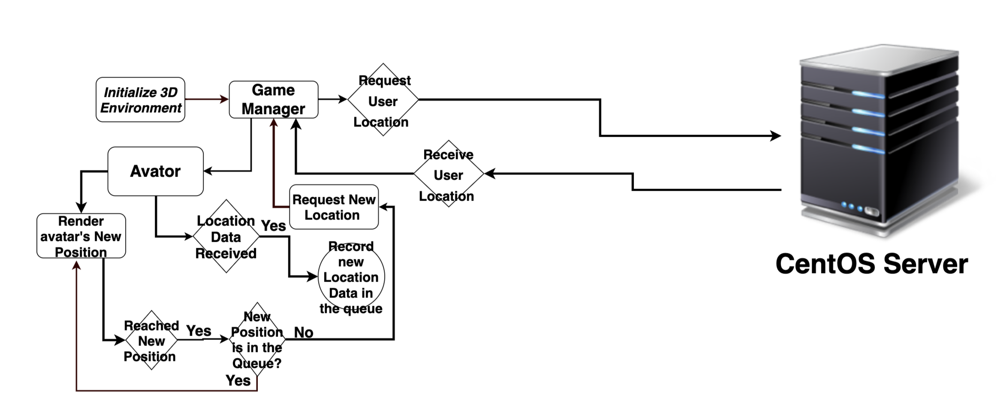 Initialize 3D
Environment
Game
Manager
Request
User
Location
Receive
User
Location
Avator
Request New
Location
Render
avatar's New
Position
Location
Data
Received
Yes
Record
new
Location
Data in
the queue
CentOS Server
Reached
New
Position
Yes
New
Position
is in the
Queue?
No
Yes